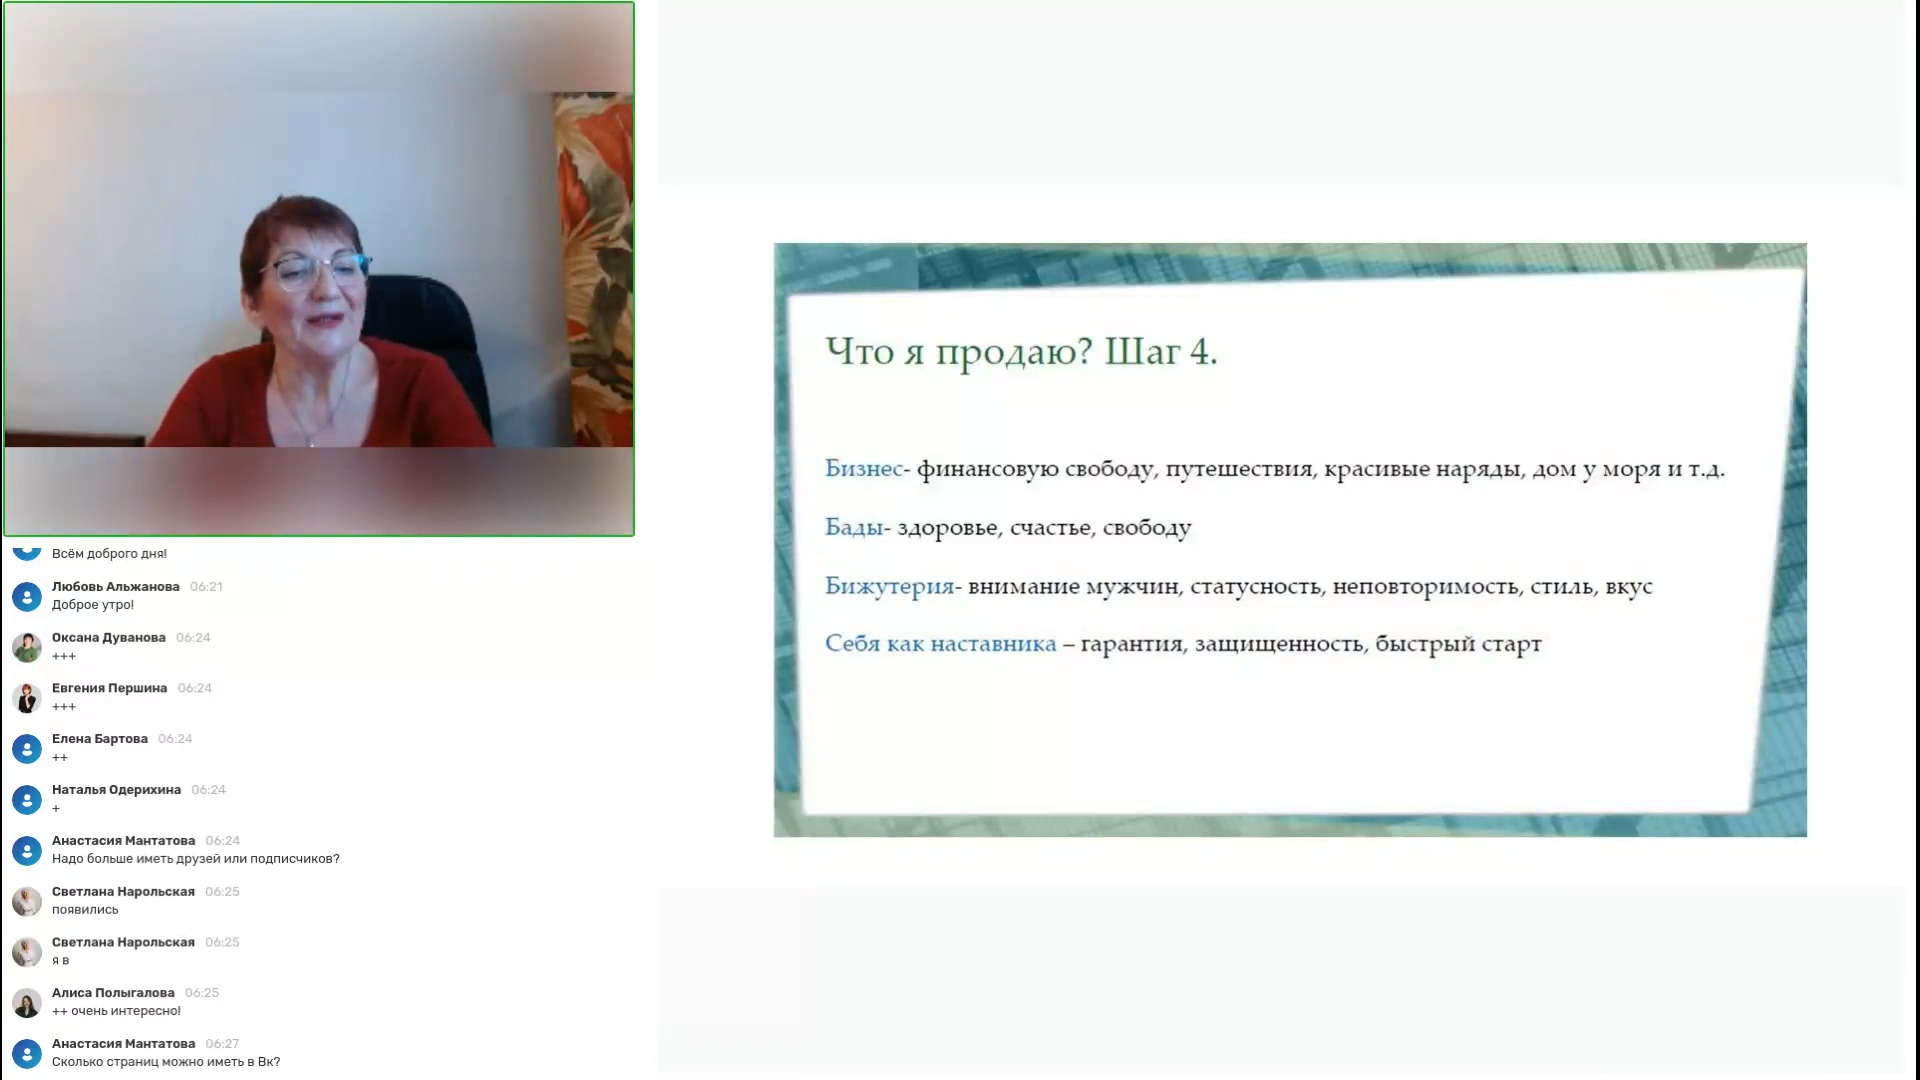 Всём доброго дня!
Любовь Альжанова 06:21
Доброе утро!
Оксана Дуванова 06:24
+++
Евгения Першина 06:24
+++
Елена Бартова 06:24
++
Наталья Одерихина 06:24
+
Анастасия Мантатова 06:24
Надо больше иметь друзей или подписчиков?
Светлана Нарольская 06:25
появились
Светлана Нарольская 06:25
я в
Алиса Полыгалова 06:25
++ очень интересно!
Анастасия Мантатова 06:27
Сколько страниц можно иметь в Вк?
Что я продаю? Шаг 4.
Бизнес- финансовую свободу, путешествия, красивые наряды, дом у моря и т.д.
Бады- здоровье, счастье, свободу
Бижутерия- внимание мужчин, статусность, неповторимость, стиль, вкус
Себя как наставника – гарантия, защищенность, быстрый старт